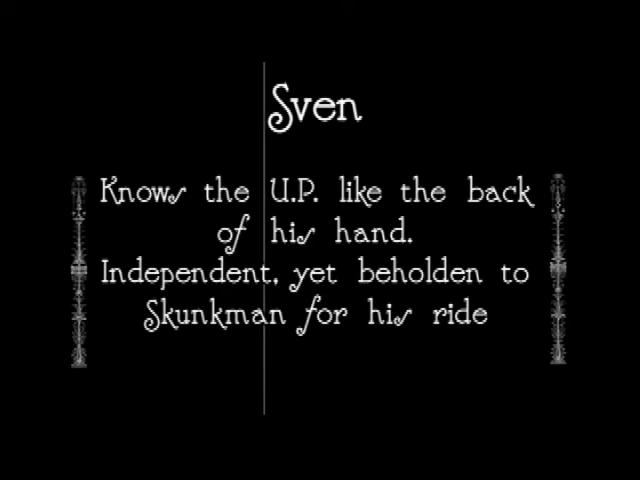 Sven
Knows the U.P. like the back
of his hand.
Independent, yet beholden to
Skunkman for his ride